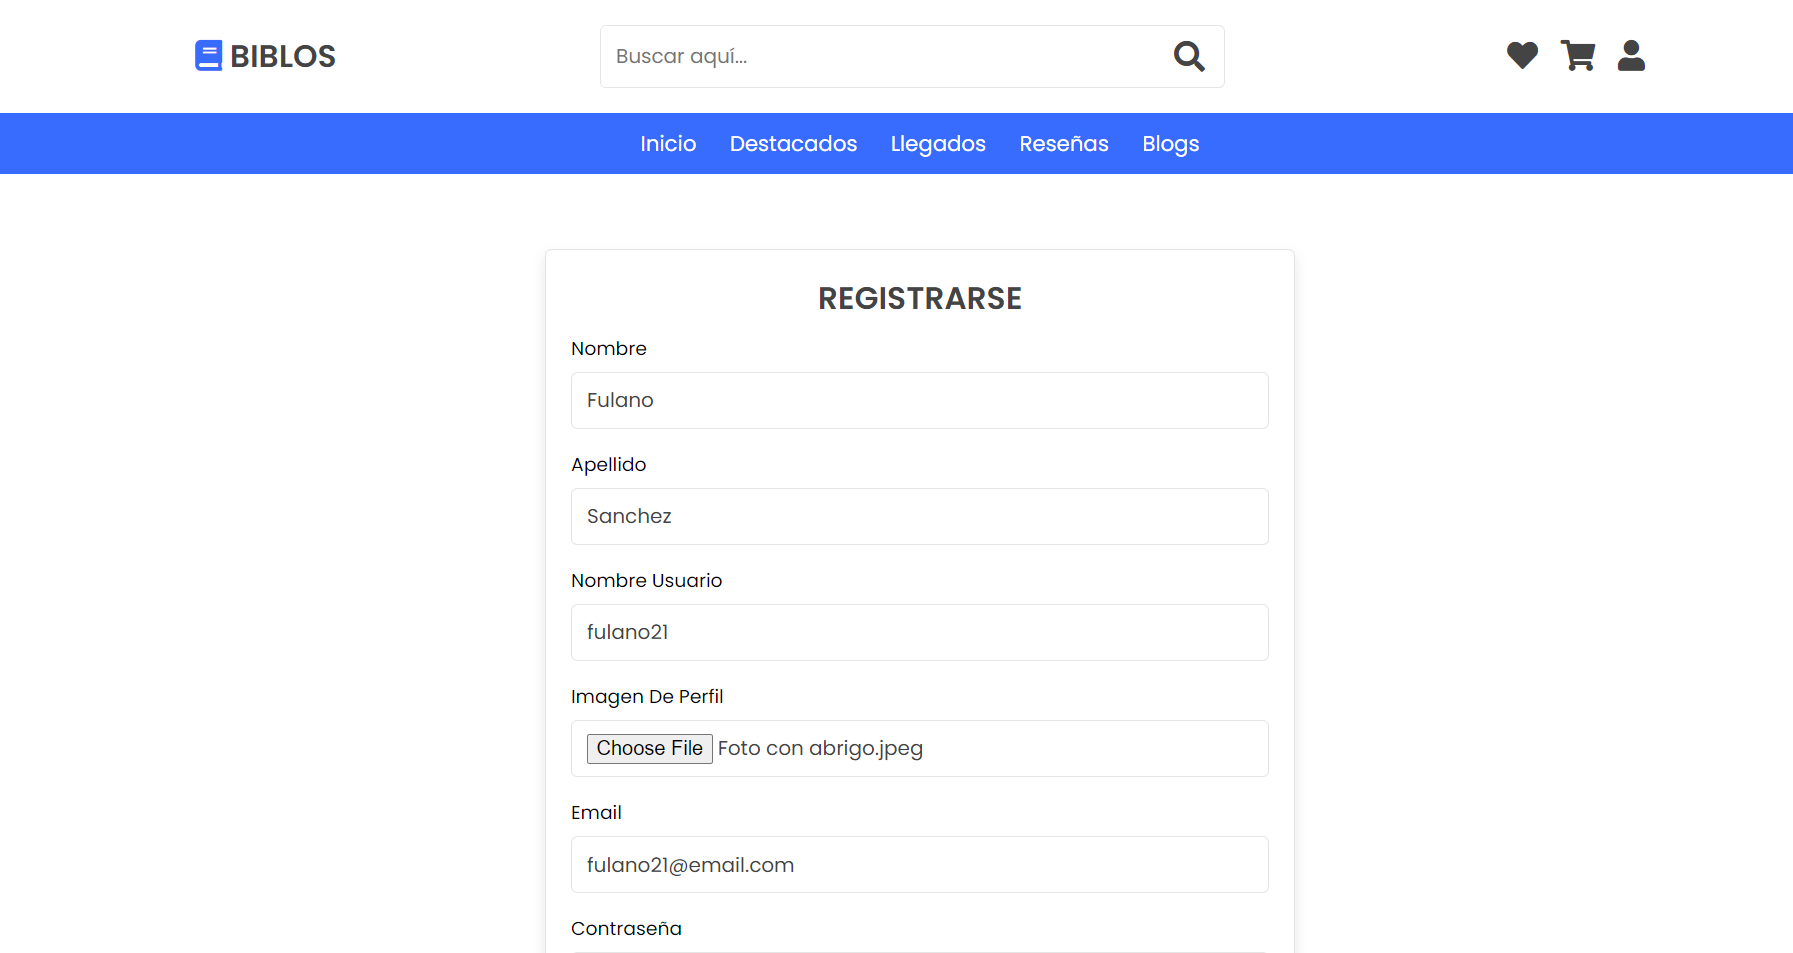 BIBLOS
Buscar aquí...
Inicio Destacados Llegados Reseñas Blogs
REGISTRARSE
Nombre
Fulano
Apellido
Sanchez
Nombre Usuario
fulano21
Imagen De Perfil
Choose File Foto con abrigo.jpeg
Email
fulano21@email.com
Contraseña